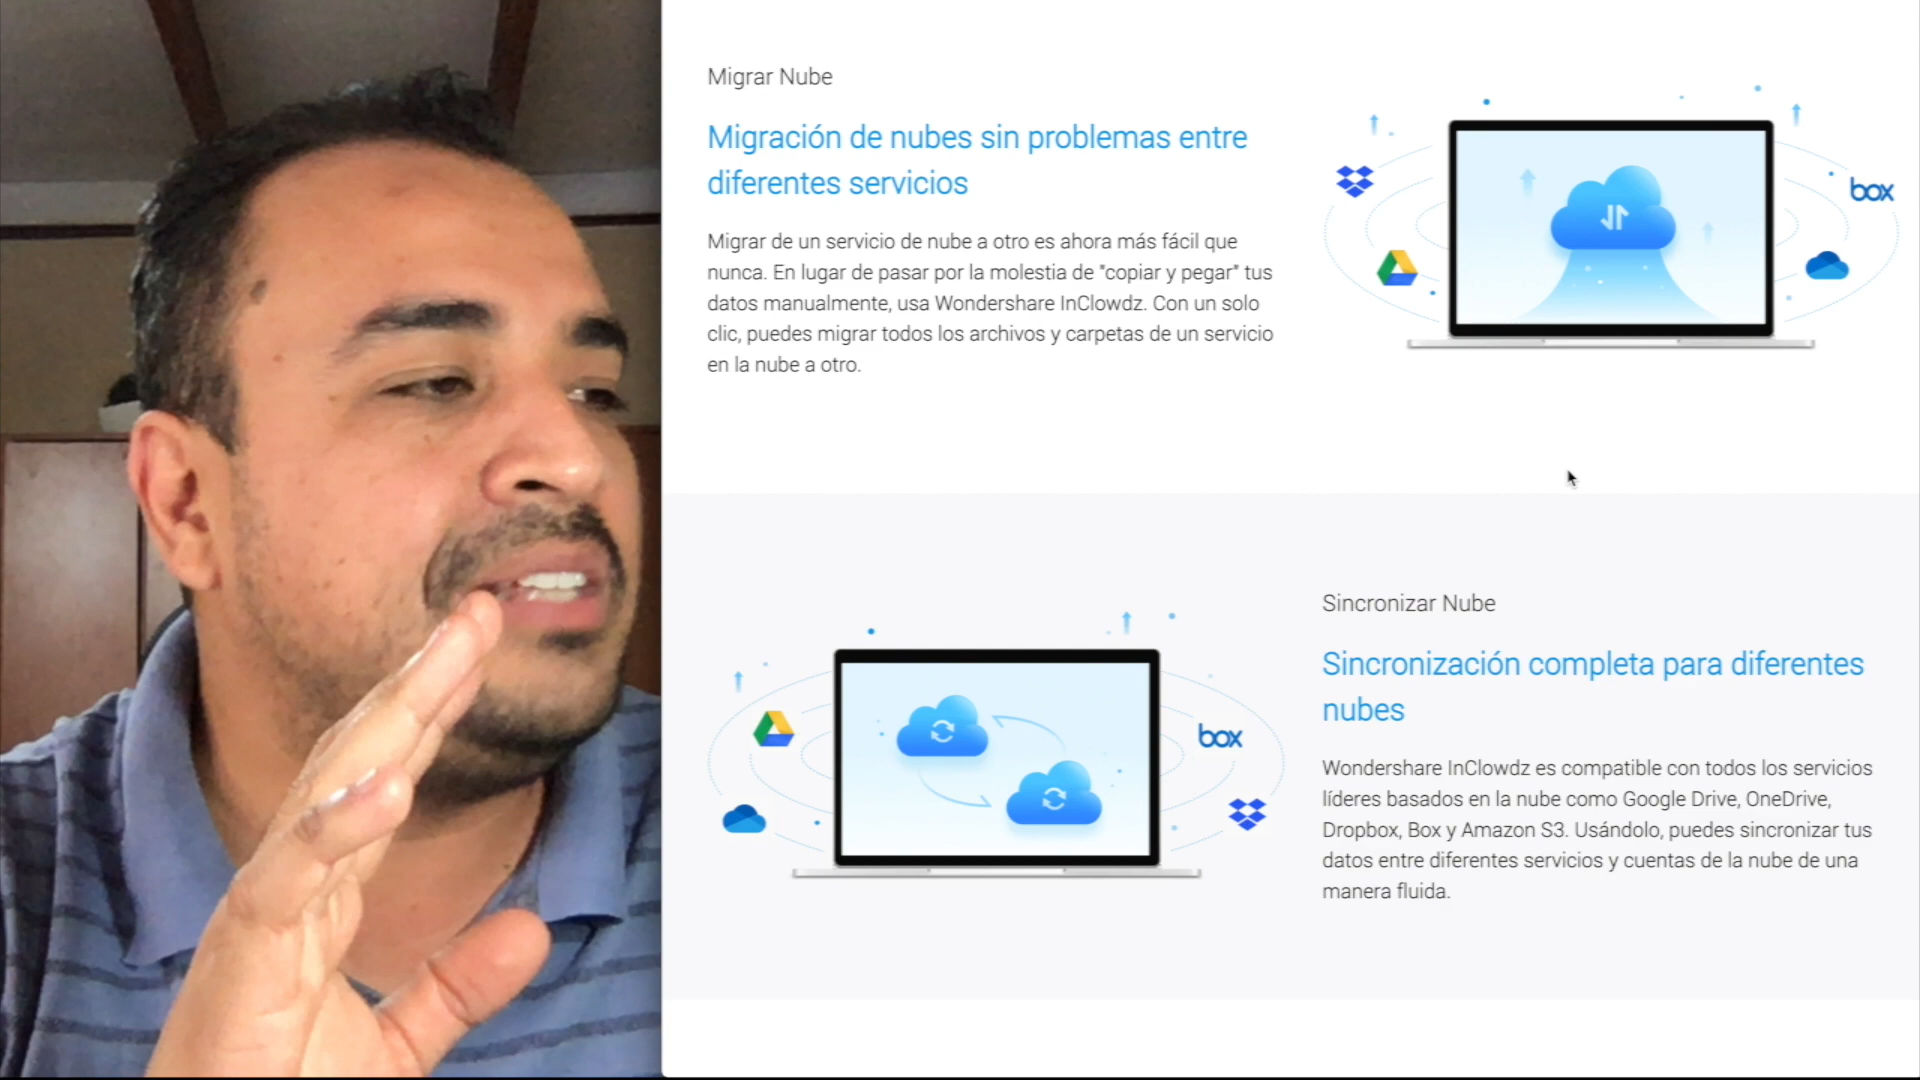 Migrar Nube
Migración de nubes sin problemas entre
diferentes servicios
Migrar de un servicio de nube a otro es ahora más fácil que
nunca. En lugar de pasar por la molestia de "copiar y pegar" tus
datos manualmente, usa Wondershare InClowdz. Con un solo
clic, puedes migrar todos los archivos y carpetas de un servicio
en la nube a otro.
box
Sincronizar Nube
Sincronización completa para diferentes
nubes
Wondershare InClowdz es compatible con todos los servicios
líderes basados en la nube como Google Drive, OneDrive,
Dropbox, Box y Amazon S3. Usándolo, puedes sincronizar tus
datos entre diferentes servicios y cuentas de la nube de una
manera fluida.
box